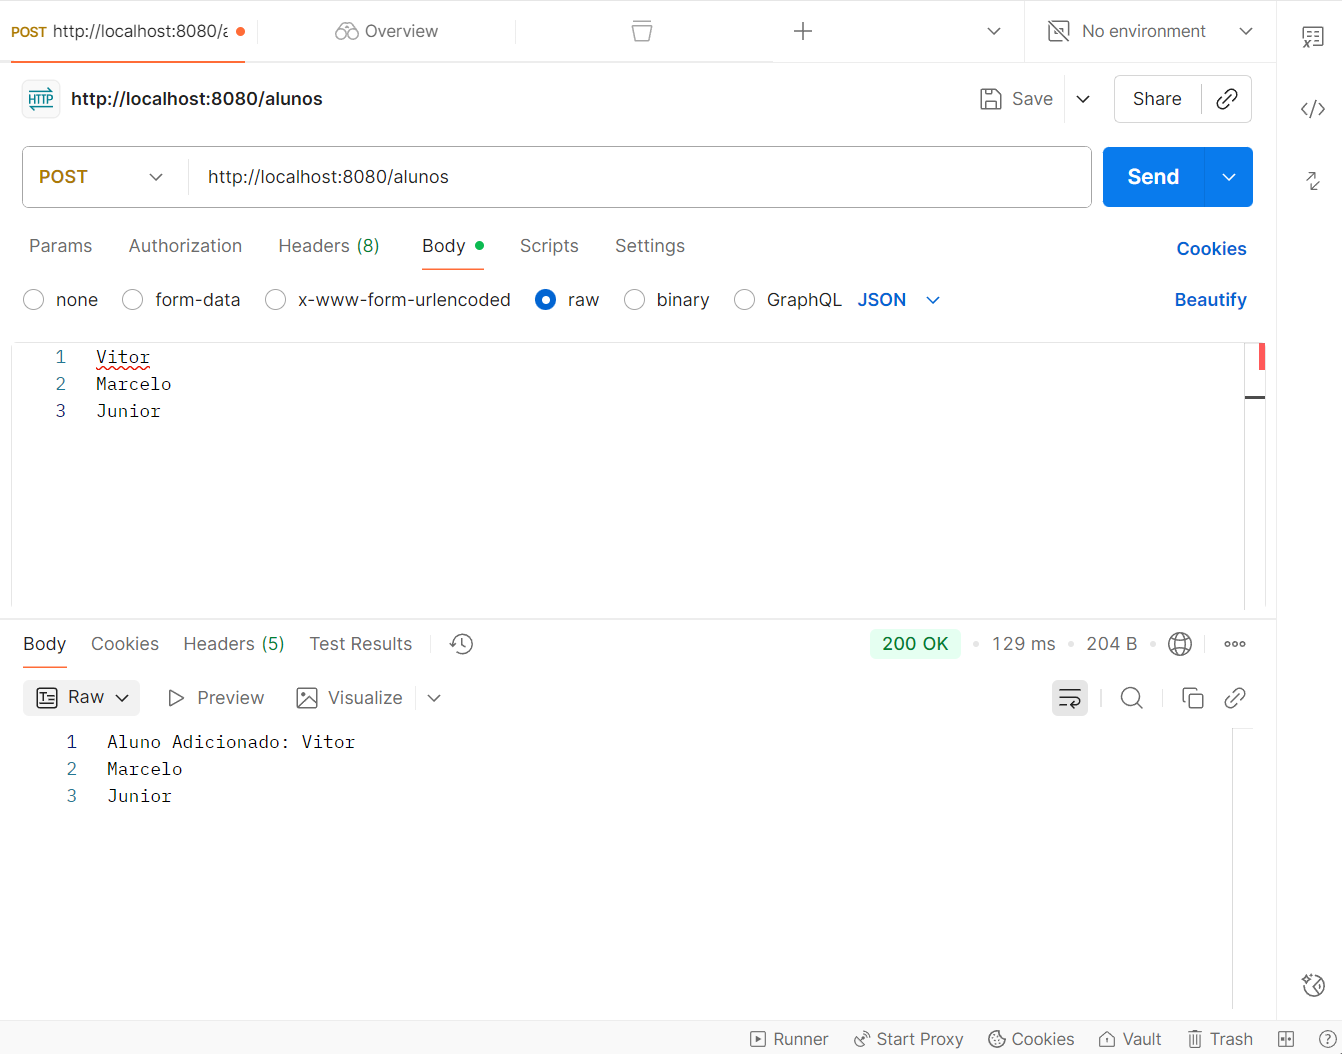 POST http://localhost:8080/a
Overview
No environment
HTTP http://localhost:8080/alunos
Save
Share
POST http://localhost:8080/alunos
Send
Params Authorization Headers (8) Body Scripts Settings
Cookies
none form-data x-www-form-urlencoded raw binary GraphQL JSON
Beautify
1 Vitor
2 Marcelo
3 Junior
Body Cookies Headers (5) Test Results
200 OK • 129 ms • 204 B •
Raw Preview Visualize
1 Aluno Adicionado: Vitor
2 Marcelo
3 Junior
Runner Start Proxy Cookies Vault Trash